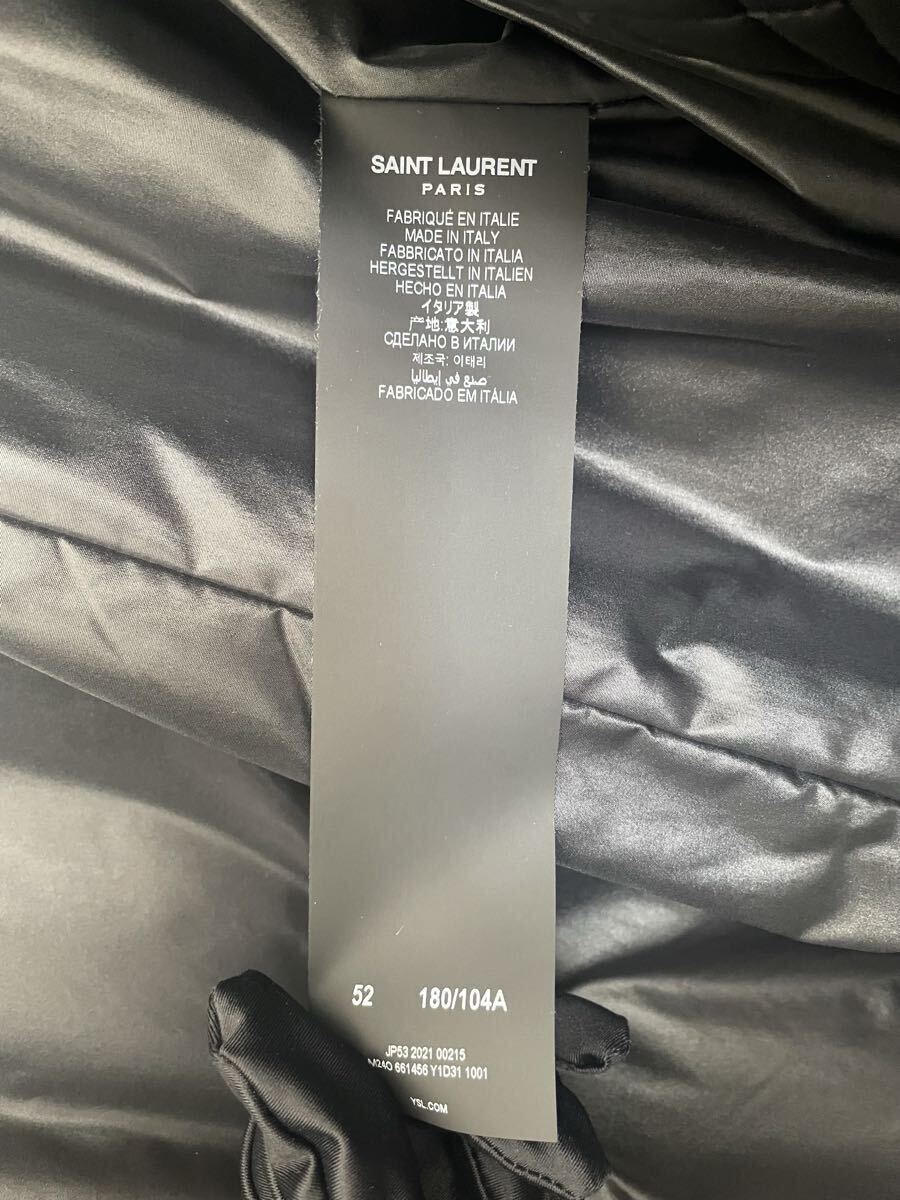 SAINT LAURENT
PARIS
FABRIQUÉ EN ITALIE
MADE IN ITALY
FABBRICATO IN ITALIA
HERGESTELLT IN ITALIEN
HECHO EN ITALIA
イタリア製
产地:意大利
СДЕЛАНО В ИТАЛИИ
제조국: 이태리
صنع في إيطاليا
FABRICADO EM ITÁLIA
52 180/104A
JP53 2021 00215
M24O 661456 Y1D31 1001
YSL.COM